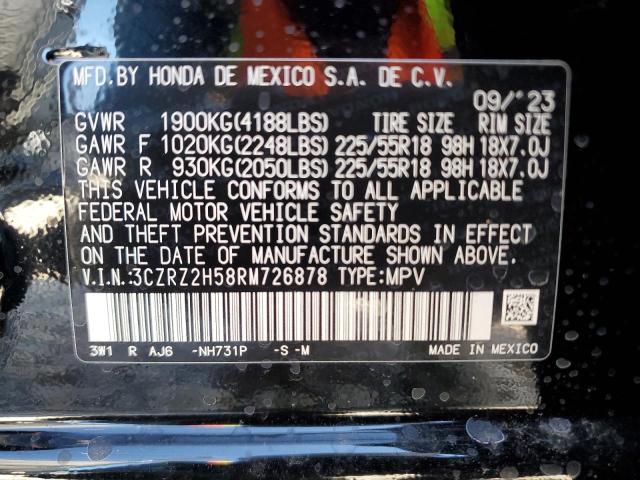 MFD. BY HONDA DE MEXICO S.A. DE C.V.
09/'23
GVWR 1900KG(4188LBS) TIRE SIZE RIM SIZE
GAWR F 1020KG(2248LBS) 225/55R18 98H 18X7.0J
GAWR R 930KG(2050LBS) 225/55R18 98H 18X7.0J
THIS VEHICLE CONFORMS TO ALL APPLICABLE
FEDERAL MOTOR VEHICLE SAFETY
AND THEFT PREVENTION STANDARDS IN EFFECT
ON THE DATE OF MANUFACTURE SHOWN ABOVE.
V.I.N.:3CZRZ2H58RM726878 TYPE:MPV
3W1 R AJ6 -NH731P -S -M MADE IN MEXICO